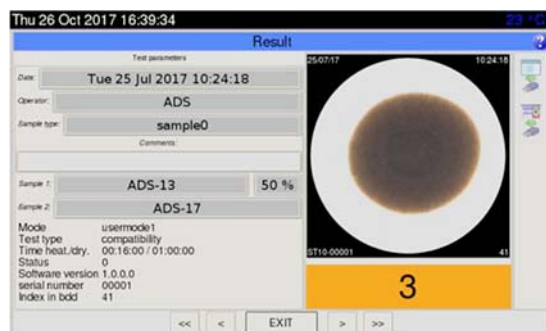 Thu 26 Oct 2017 16:39:34 23 °C
Result ?
Test parameters
Date: Tue 25 Jul 2017 10:24:18
Operator: ADS
Sample type: sample0
Comments:
Sample 1: ADS-13 50 %
Sample 2: ADS-17
Mode usermode1
Test type compatibility
Time heat./dry. 00:16:00 / 01:00:00
Status 0
Software version 1.0.0.0
serial number 00001
Index in bdd 41
25/07/17 10:24:18
ST10-00001 41
3
<< < EXIT > >>